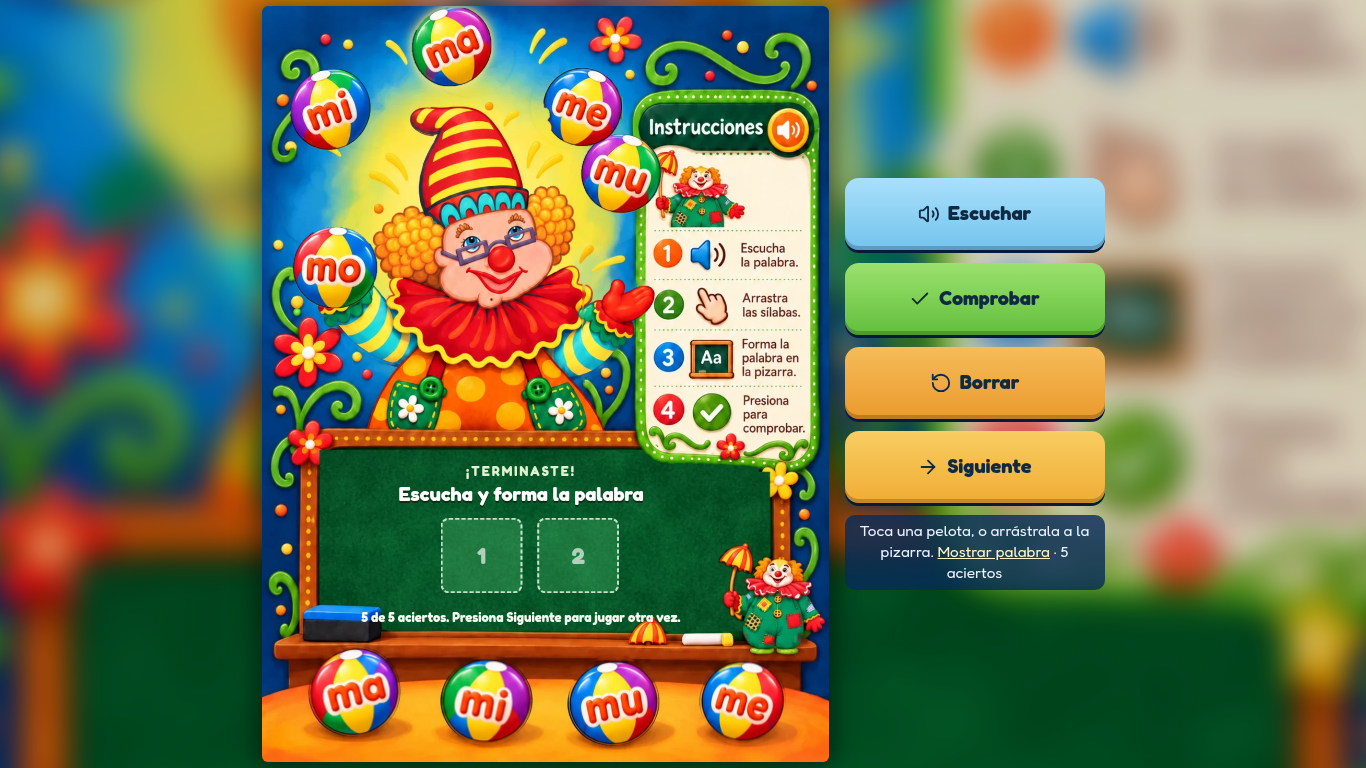 ma
mi
me
mu
mo
Instrucciones
1
Escucha
la palabra.
2
Arrastra
las sílabas.
3
Aa
Forma la
palabra en
la pizarra.
4
Presiona
para
comprobar.
¡TERMINASTE!
Escucha y forma la palabra
1
2
5 de 5 aciertos. Presiona Siguiente para jugar otra vez.
ma
mi
mu
me
Escuchar
Comprobar
Borrar
Siguiente
Toca una pelota, o arrástrala a la
pizarra. Mostrar palabra · 5
aciertos